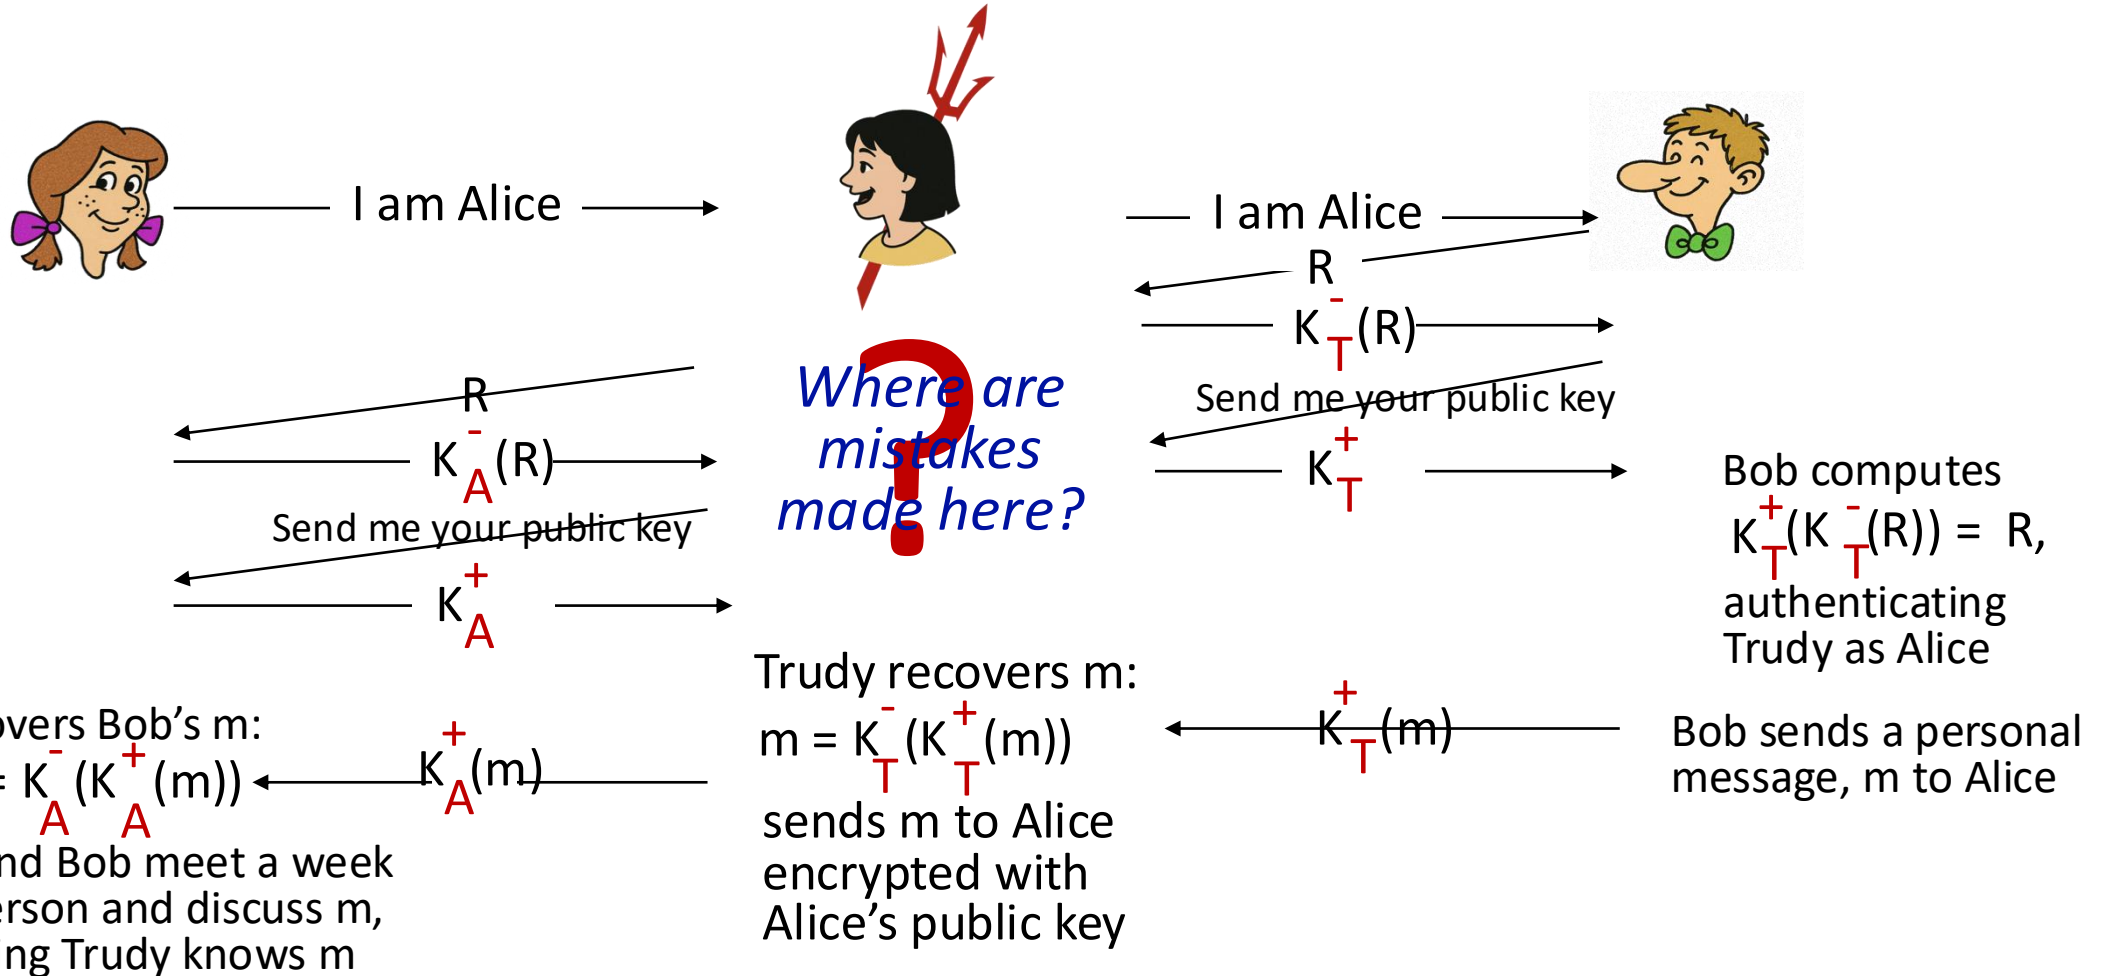 I am Alice
I am Alice
R
K-T(R)
Send me your public key
K+T
R
K-A(R)
Send me your public key
K+A
Where are
mistakes
made here?
?
Bob computes
K+T(K-T(R)) = R,
authenticating
Trudy as Alice
Bob sends a personal
message, m to Alice
K+T(m)
Trudy recovers m:
m = K-T(K+T(m))
sends m to Alice
encrypted with
Alice’s public key
K+A(m)
overs Bob’s m:
= K-A(K+A(m))
nd Bob meet a week
erson and discuss m,
ing Trudy knows m